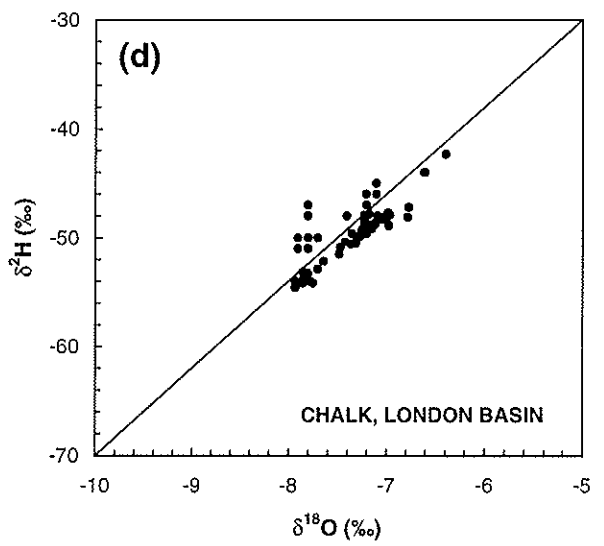 (d)
-30
-40
-50
-60
-70
δ²H (‰)
CHALK, LONDON BASIN
-10
-9
-8
-7
-6
-5
δ¹⁸O (‰)